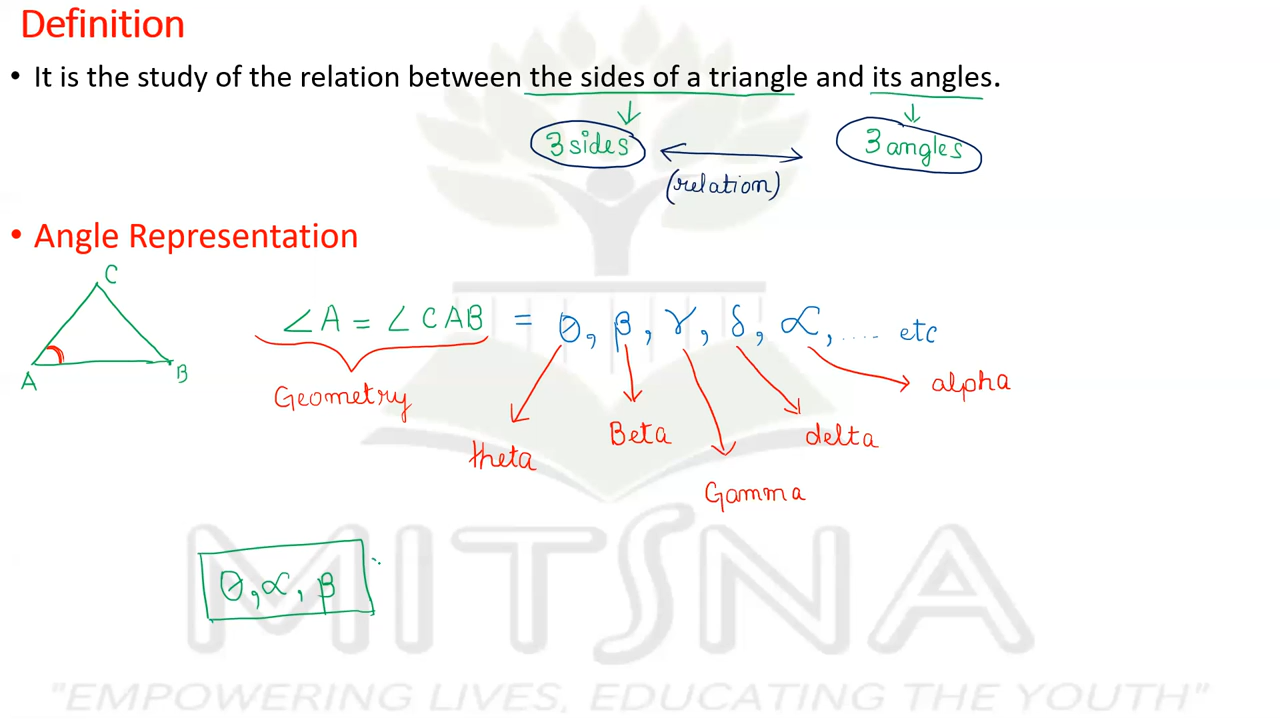 Definition
• It is the study of the relation between the sides of a triangle and its angles.
3 sides
3 angles
(relation)
• Angle Representation
C
A
B
∠A = ∠CAB = θ, β, γ, δ, α, .... etc
Geometry
alpha
theta
Beta
delta
Gamma
θ, α, β
MITSNA
"EMPOWERING LIVES, EDUCATING THE YOUTH"